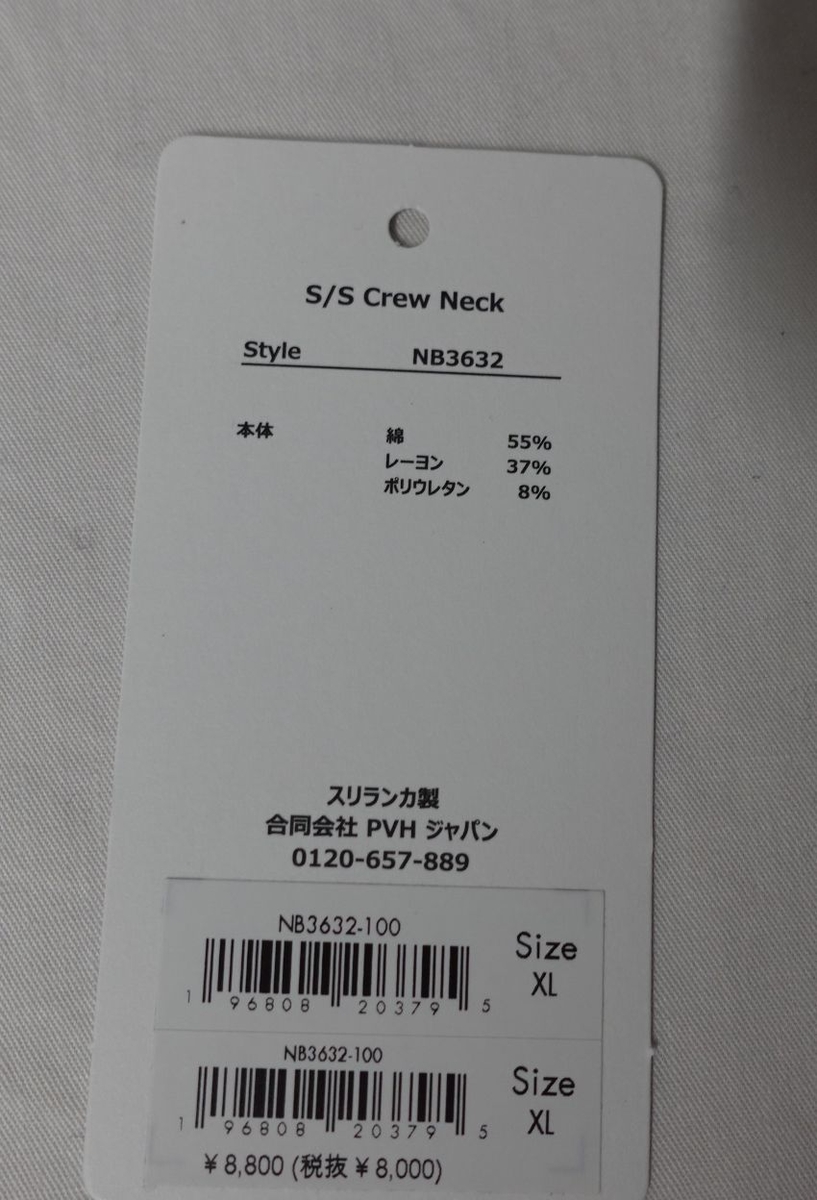 S/S Crew Neck
Style NB3632
本体 綿 55%
レーヨン 37%
ポリウレタン 8%
スリランカ製
合同会社 PVH ジャパン
0120-657-889
NB3632-100
Size
XL
1 96808 20379 5
NB3632-100
Size
XL
1 96808 20379 5
¥8,800 (税抜 ¥8,000)